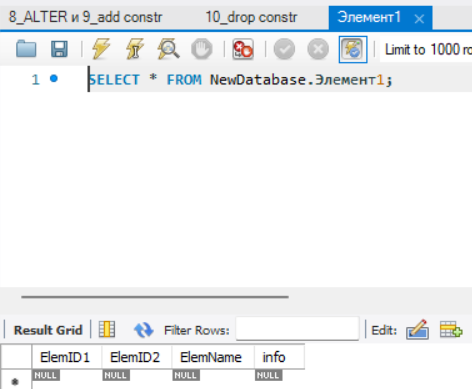 8_ALTER и 9_add constr 10_drop constr Элемент1
Limit to 1000 ro
1 SELECT * FROM NewDatabase.Элемент1;
Result Grid Filter Rows: Edit:
ElemID1 ElemID2 ElemName info
NULL NULL NULL NULL